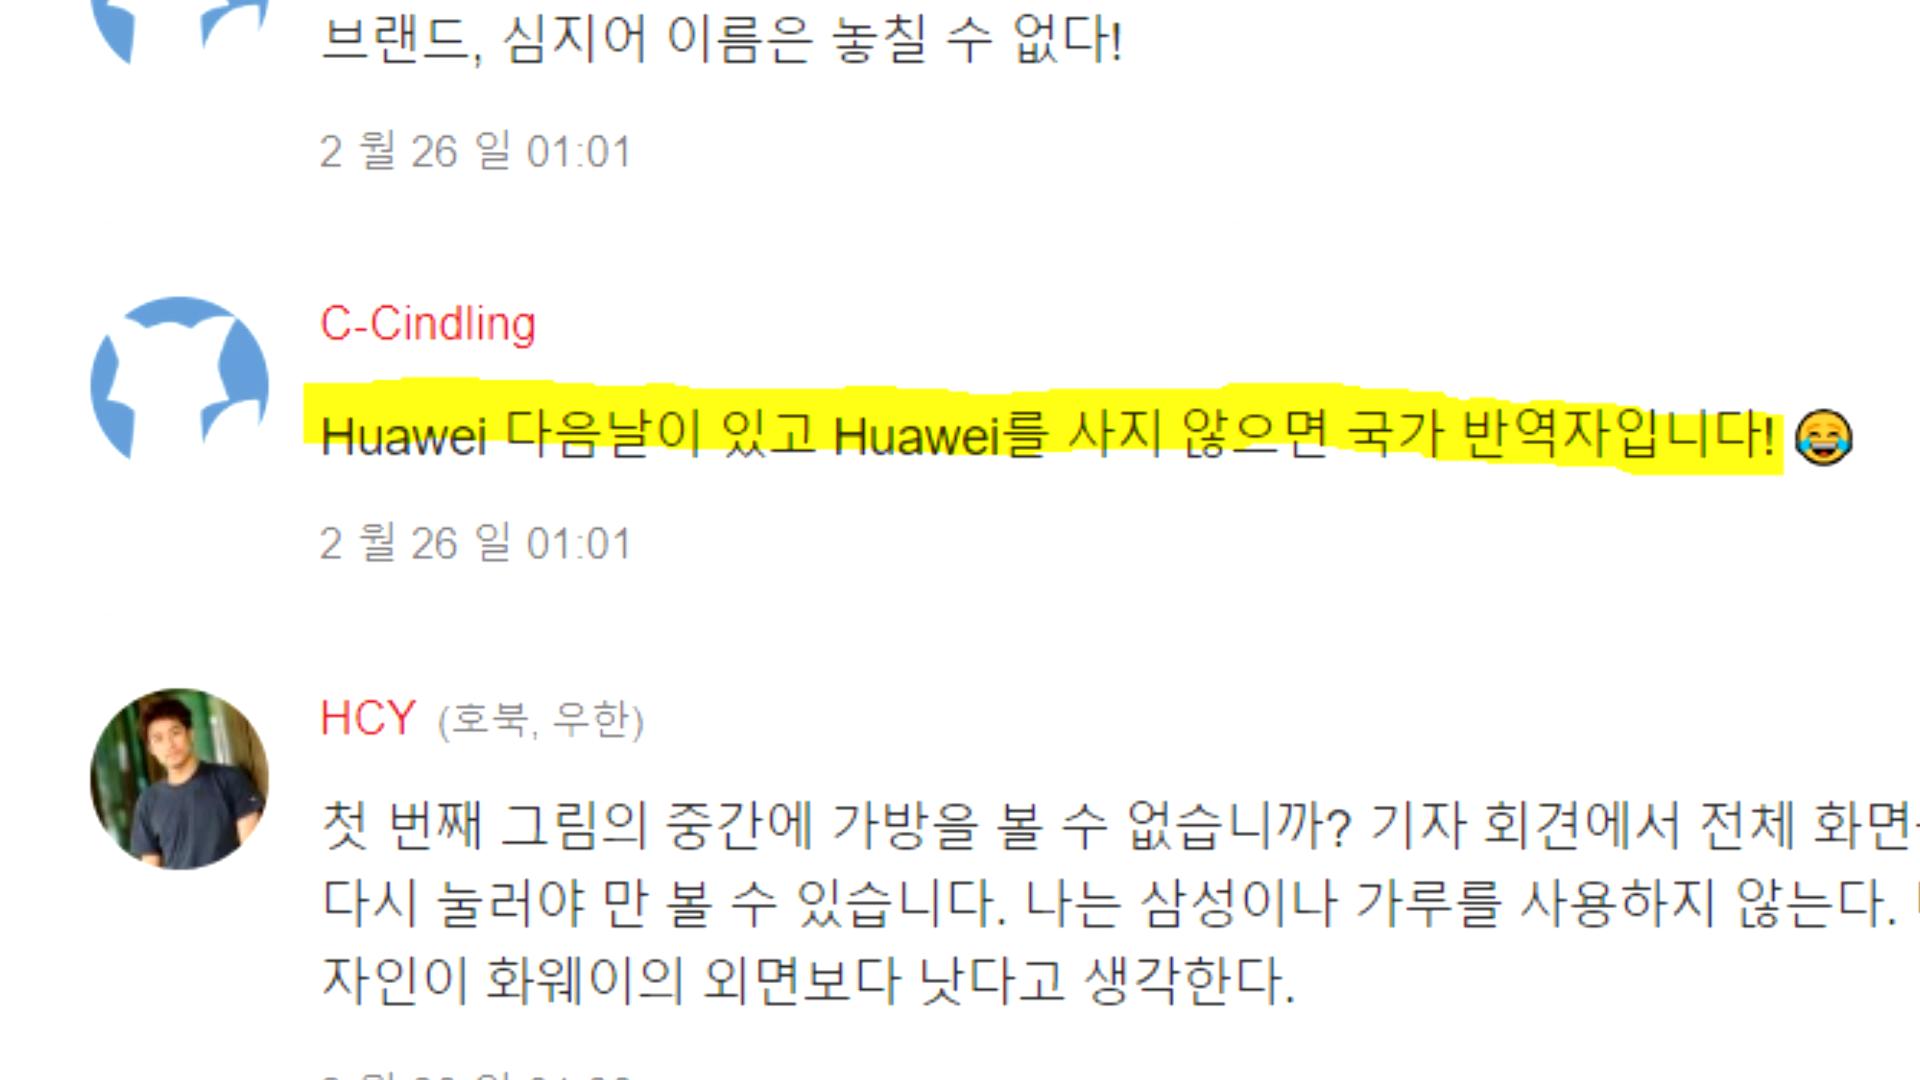 브랜드, 심지어 이름은 놓칠 수 없다!
2 월 26 일 01:01
C-Cindling
Huawei 다음날이 있고 Huawei를 사지 않으면 국가 반역자입니다! 😂
2 월 26 일 01:01
HCY (호북, 우한)
첫 번째 그림의 중간에 가방을 볼 수 없습니까? 기자 회견에서 전체 화면
다시 눌러야 만 볼 수 있습니다. 나는 삼성이나 가루를 사용하지 않는다.
자인이 화웨이의 외면보다 낫다고 생각한다.